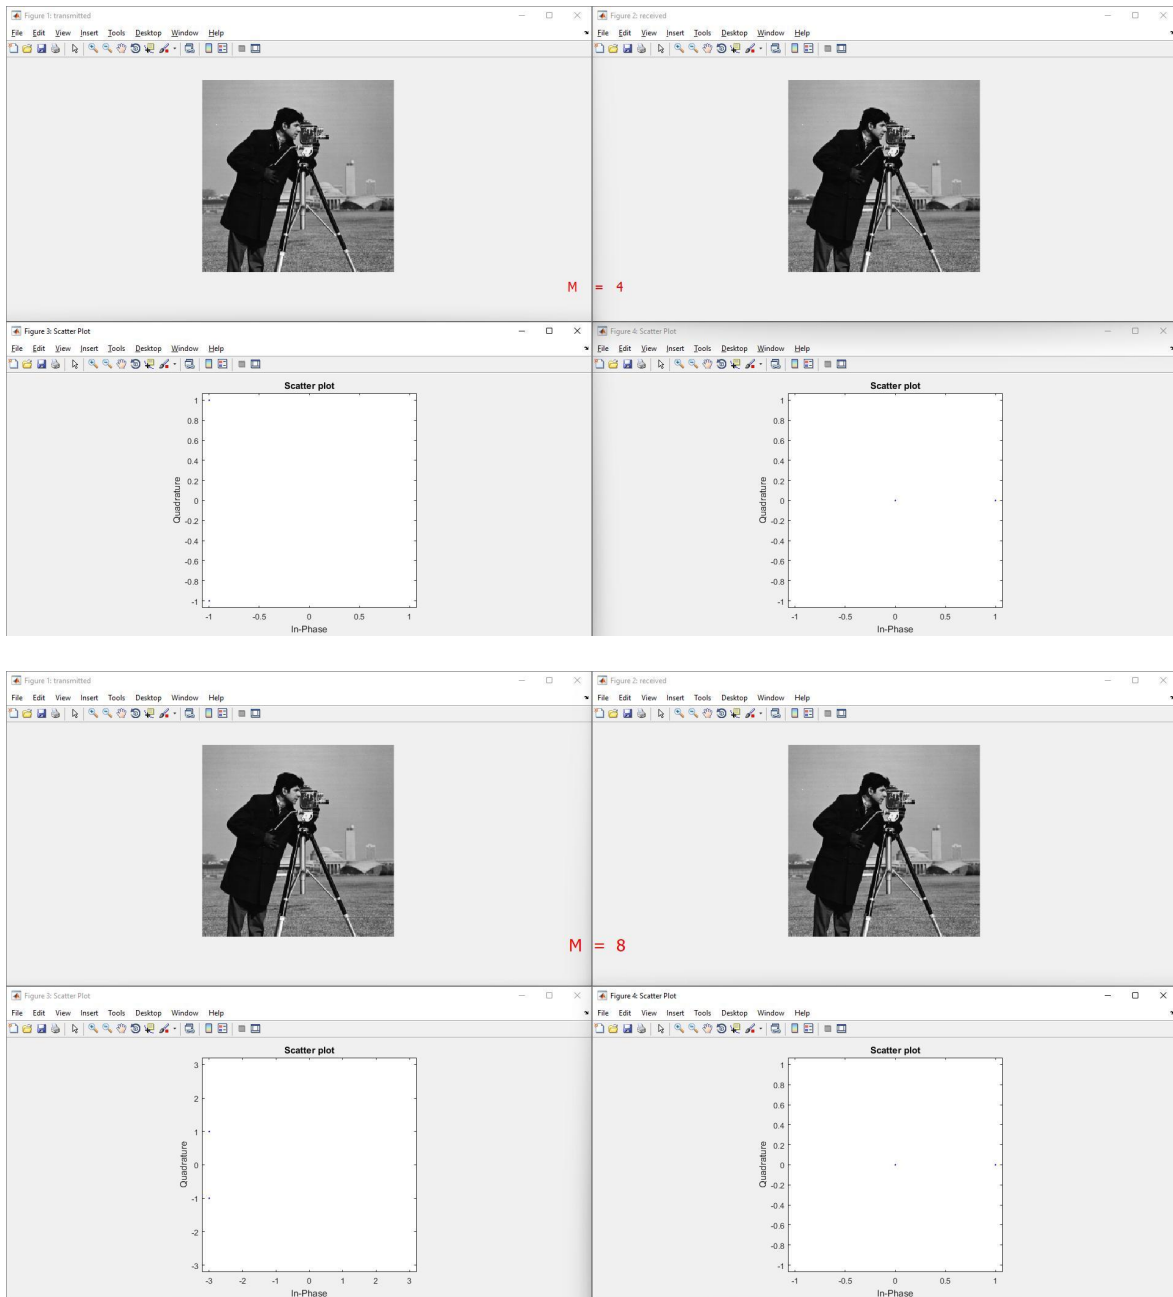 Figure 1: transmitted
File Edit View Insert Tools Desktop Window Help
Figure 2: received
File Edit View Insert Tools Desktop Window Help
M = 4
Figure 3: Scatter Plot
File Edit View Insert Tools Desktop Window Help
Scatter plot
1
0.8
0.6
0.4
0.2
0
-0.2
-0.4
-0.6
-0.8
-1
Quadrature
-1 -0.5 0 0.5 1
In-Phase
Figure 4: Scatter Plot
File Edit View Insert Tools Desktop Window Help
Scatter plot
1
0.8
0.6
0.4
0.2
0
-0.2
-0.4
-0.6
-0.8
-1
Quadrature
-1 -0.5 0 0.5 1
In-Phase
Figure 1: transmitted
File Edit View Insert Tools Desktop Window Help
Figure 2: received
File Edit View Insert Tools Desktop Window Help
M = 8
Figure 3: Scatter Plot
File Edit View Insert Tools Desktop Window Help
Scatter plot
3
2
1
0
-1
-2
-3
Quadrature
-3 -2 -1 0 1 2 3
In-Phase
Figure 4: Scatter Plot
File Edit View Insert Tools Desktop Window Help
Scatter plot
1
0.8
0.6
0.4
0.2
0
-0.2
-0.4
-0.6
-0.8
-1
Quadrature
-1 -0.5 0 0.5 1
In-Phase